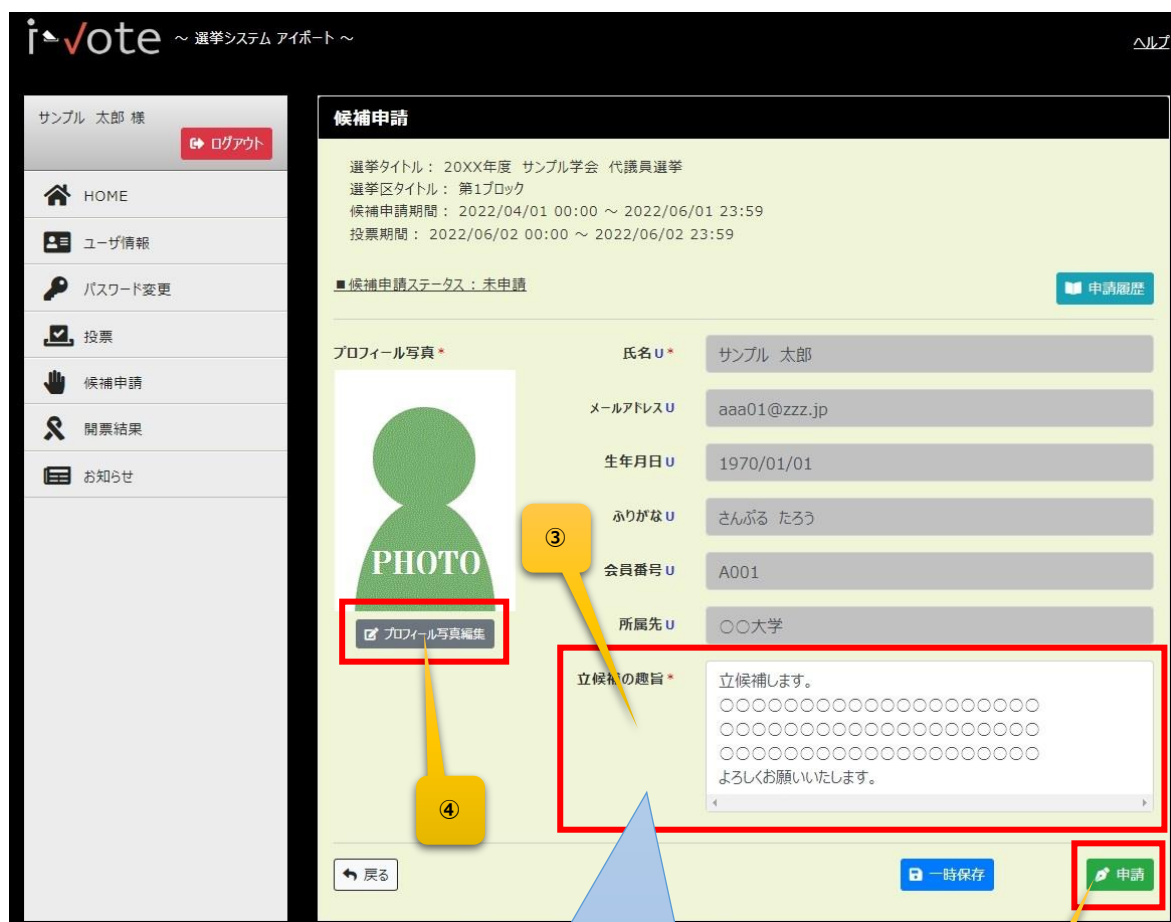 i-vote ～ 選挙システム アイボート ～
ヘルプ
サンプル 太郎 様
ログアウト
HOME
ユーザ情報
パスワード変更
投票
候補申請
開票結果
お知らせ
候補申請
選挙タイトル： 20XX年度 サンプル学会 代議員選挙
選挙区タイトル： 第1ブロック
候補申請期間： 2022/04/01 00:00 ～ 2022/06/01 23:59
投票期間： 2022/06/02 00:00 ～ 2022/06/02 23:59
■候補申請ステータス：未申請
申請履歴
プロフィール写真*
PHOTO
プロフィール写真編集
④
氏名U* サンプル 太郎
メールアドレスU aaa01@zzz.jp
生年月日U 1970/01/01
ふりがなU さんぷる たろう
③
会員番号U A001
所属先U 〇〇大学
立候補の趣旨* 立候補します。
○○○○○○○○○○○○○○○○○○○○
○○○○○○○○○○○○○○○○○○○○
○○○○○○○○○○○○○○○○○○○○
よろしくお願いいたします。
戻る
一時保存
申請